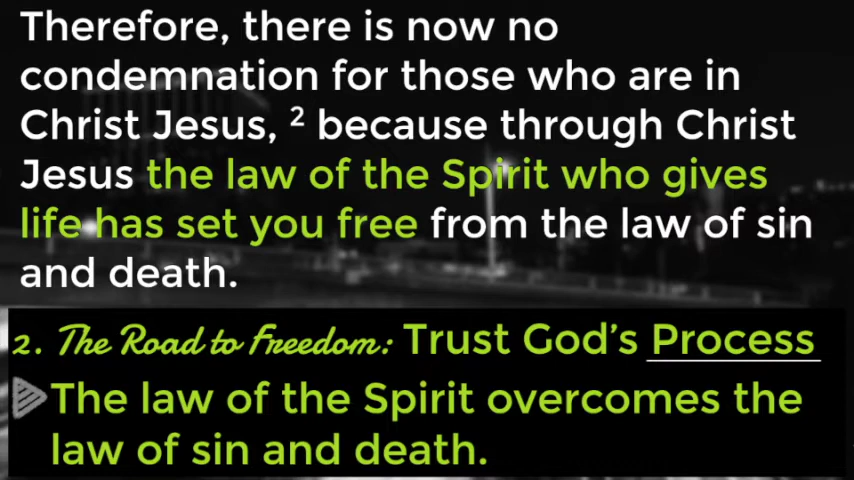 Therefore, there is now no
condemnation for those who are in
Christ Jesus, ² because through Christ
Jesus the law of the Spirit who gives
life has set you free from the law of sin
and death.
2. The Road to Freedom: Trust God's Process
The law of the Spirit overcomes the
law of sin and death.